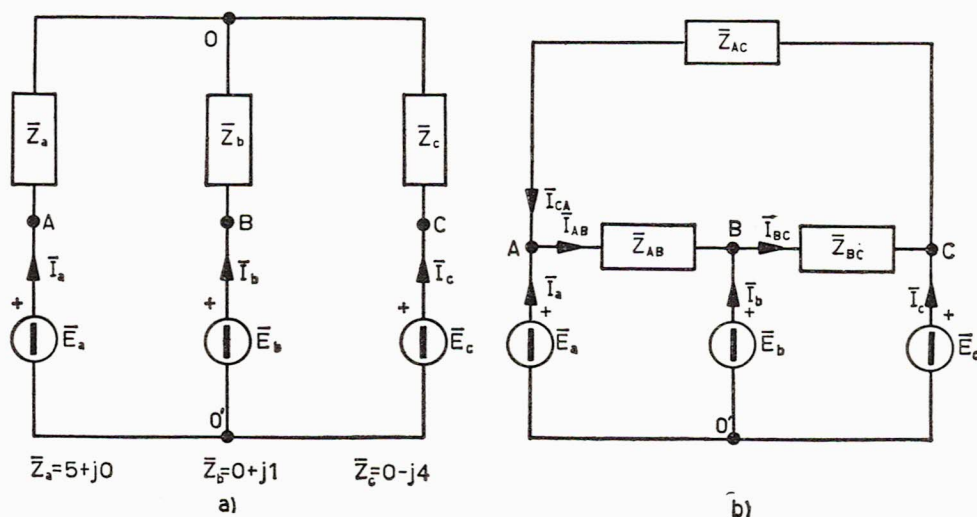 O
Z̄a
Z̄b
Z̄c
A
B
C
Īa
Īb
Īc
+
+
+
Ēa
Ēb
Ēc
O'
Z̄a=5+j0
Z̄b=0+j1
Z̄c=0-j4
a)
Z̄AC
ĪCA
ĪAB
ĪBC
A
Z̄AB
B
Z̄BC
C
Īa
Īb
Īc
+
+
+
Ēa
Ēb
Ēc
O'
b)